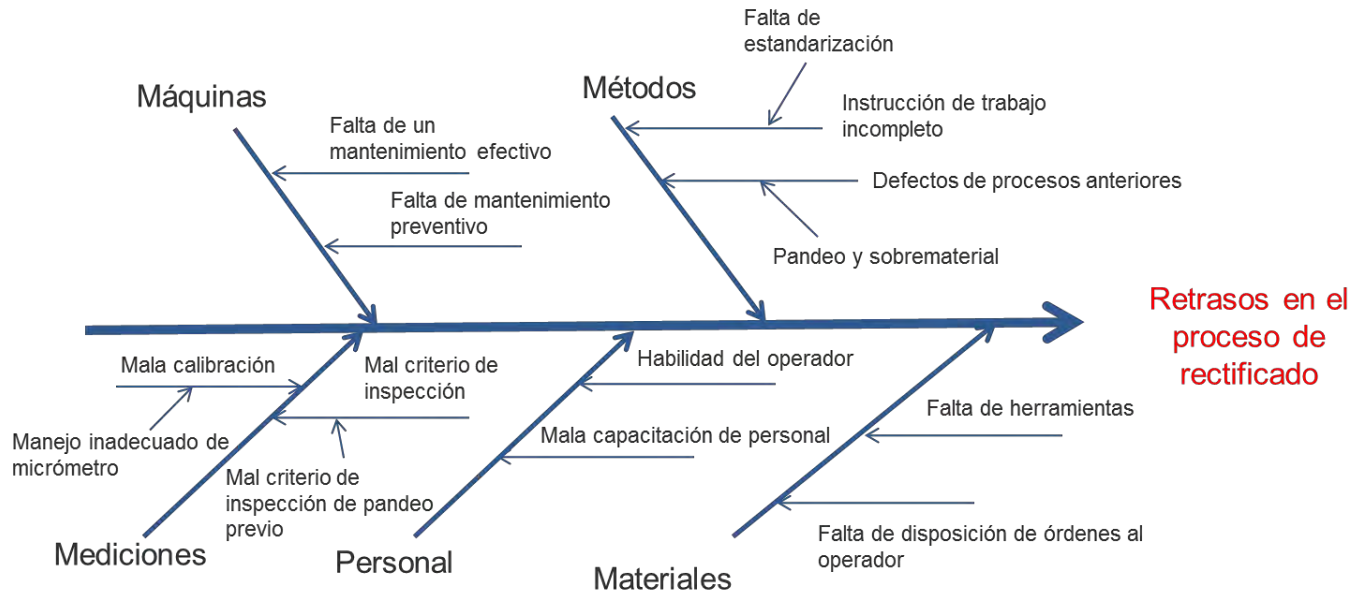 Falta de
estandarización
Máquinas
Métodos
Instrucción de trabajo
incompleto
Falta de un
mantenimiento efectivo
Defectos de procesos anteriores
Falta de mantenimiento
preventivo
Pandeo y sobrematerial
Retrasos en el
proceso de
rectificado
Mala calibración
Mal criterio de
inspección
Habilidad del operador
Falta de herramientas
Manejo inadecuado de
micrómetro
Mala capacitación de personal
Mal criterio de
inspección de pandeo
previo
Falta de disposición de órdenes al
operador
Mediciones
Personal
Materiales